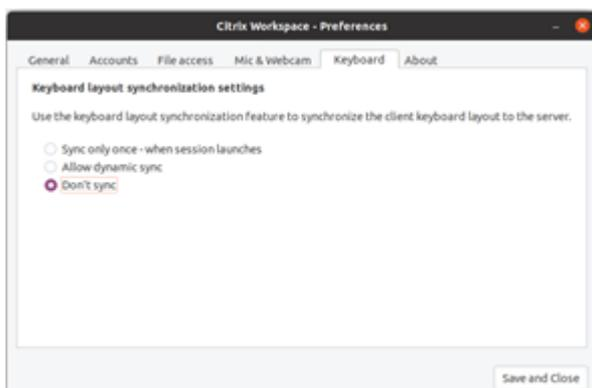 Citrix Workspace - Preferences
General Accounts File access Mic & Webcam Keyboard About
Keyboard layout synchronization settings
Use the keyboard layout synchronization feature to synchronize the client keyboard layout to the server.
Sync only once - when session launches
Allow dynamic sync
Don't sync
Save and Close